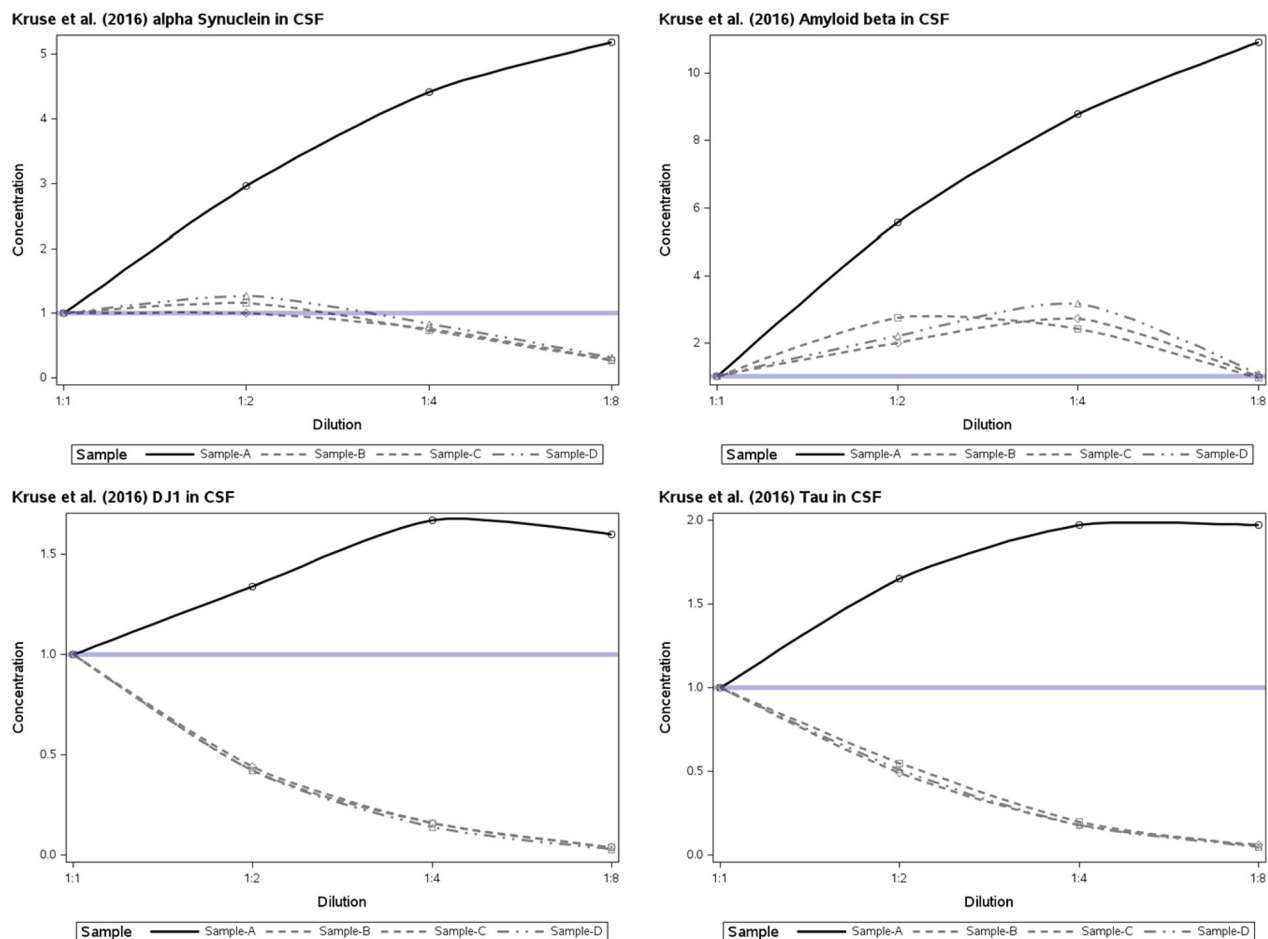 Kruse et al. (2016) alpha Synuclein in CSF
Concentration
5
4
3
2
1
0
1:1 1:2 1:4 1:8
Dilution
Sample Sample-A Sample-B Sample-C Sample-D
Kruse et al. (2016) Amyloid beta in CSF
Concentration
10
8
6
4
2
1:1 1:2 1:4 1:8
Dilution
Sample Sample-A Sample-B Sample-C Sample-D
Kruse et al. (2016) DJ1 in CSF
Concentration
1.5
1.0
0.5
0.0
1:1 1:2 1:4 1:8
Dilution
Sample Sample-A Sample-B Sample-C Sample-D
Kruse et al. (2016) Tau in CSF
Concentration
2.0
1.5
1.0
0.5
0.0
1:1 1:2 1:4 1:8
Dilution
Sample Sample-A Sample-B Sample-C Sample-D